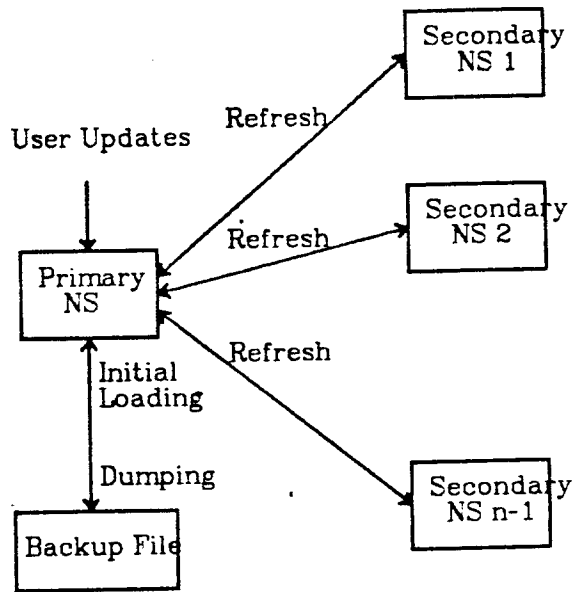 Secondary
NS 1
Refresh
User Updates
Secondary
NS 2
Refresh
Primary
NS
Refresh
Initial
Loading
Dumping
Secondary
NS n-1
Backup File